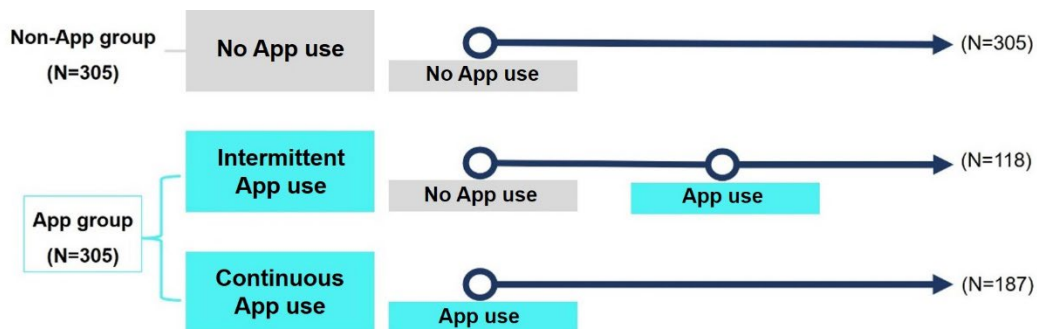 Non-App group
(N=305)
No App use
No App use
(N=305)
App group
(N=305)
Intermittent
App use
No App use
App use
(N=118)
Continuous
App use
App use
(N=187)